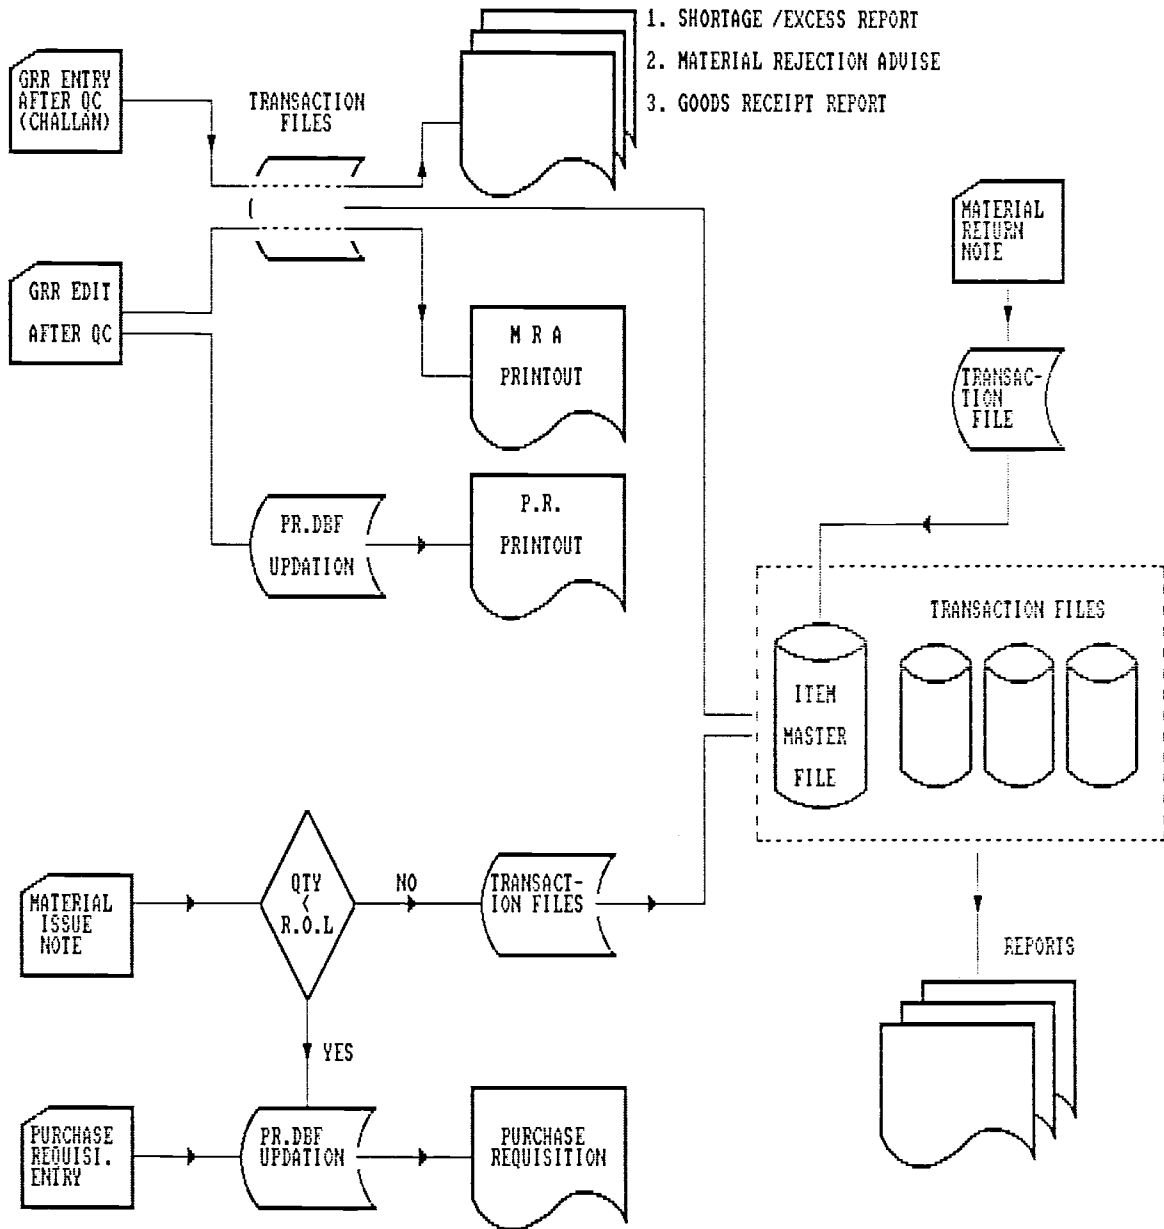 1. SHORTAGE /EXCESS REPORT
2. MATERIAL REJECTION ADVISE
3. GOODS RECEIPT REPORT
GRR ENTRY
AFTER QC
(CHALLAN)
TRANSACTION
FILES
MATERIAL
RETURN
NOTE
GRR EDIT
AFTER QC
M R A
PRINTOUT
TRANSAC-
TION
FILE
PR.DBF
UPDATION
P.R.
PRINTOUT
TRANSACTION FILES
ITEM
MASTER
FILE
MATERIAL
ISSUE
NOTE
QTY
<
R.O.L
NO
TRANSACT-
ION FILES
REPORTS
YES
PURCHASE
REQUISI.
ENTRY
PR.DBF
UPDATION
PURCHASE
REQUISITION